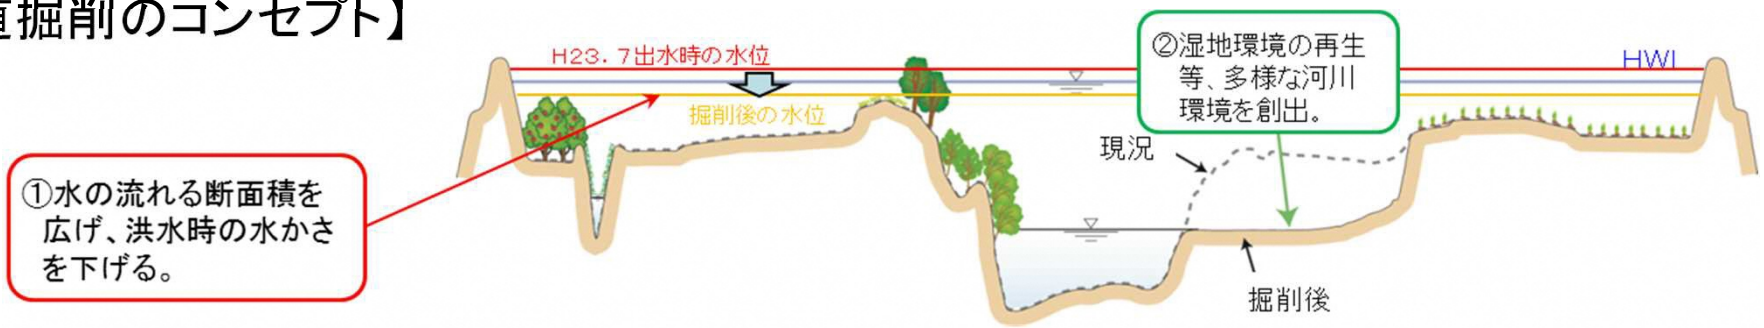 掘削のコンセプト】
H23.7出水時の水位
掘削後の水位
HWL
①水の流れる断面積を
広げ、洪水時の水かさ
を下げる。
②湿地環境の再生
等、多様な河川
環境を創出。
現況
掘削後